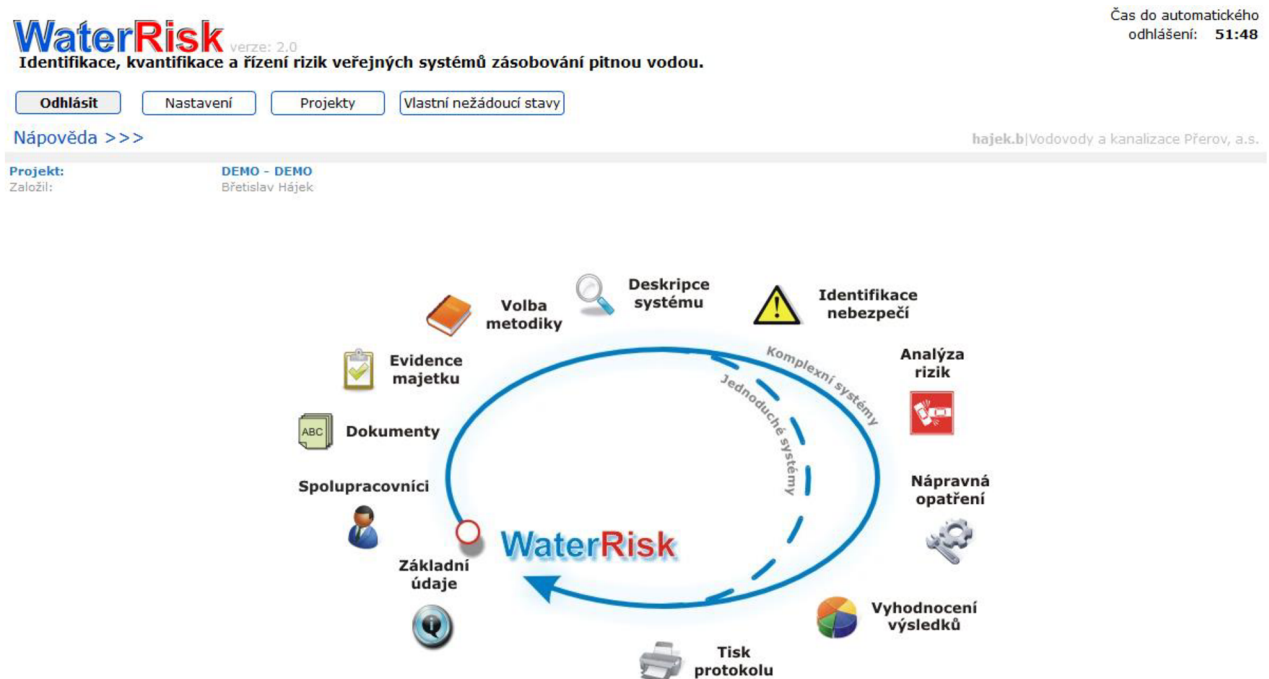 WaterRisk verze: 2.0
Čas do automatického
odhlášení: 51:48
Identifikace, kvantifikace a řízení rizik veřejných systémů zásobování pitnou vodou.
Odhlásit Nastavení Projekty Vlastní nežádoucí stavy
Nápověda >>>
hajek.b|Vodovody a kanalizace Přerov, a.s.
Projekt: DEMO - DEMO
Založil: Břetislav Hájek
Deskripce
systému
Volba
metodiky
Identifikace
nebezpečí
Evidence
majetku
Komplexní systémy
Analýza
rizik
Jednoduché systémy
ABC
Dokumenty
Spolupracovníci
Nápravná
opatření
WaterRisk
Základní
údaje
Vyhodnocení
výsledků
Tisk
protokolu